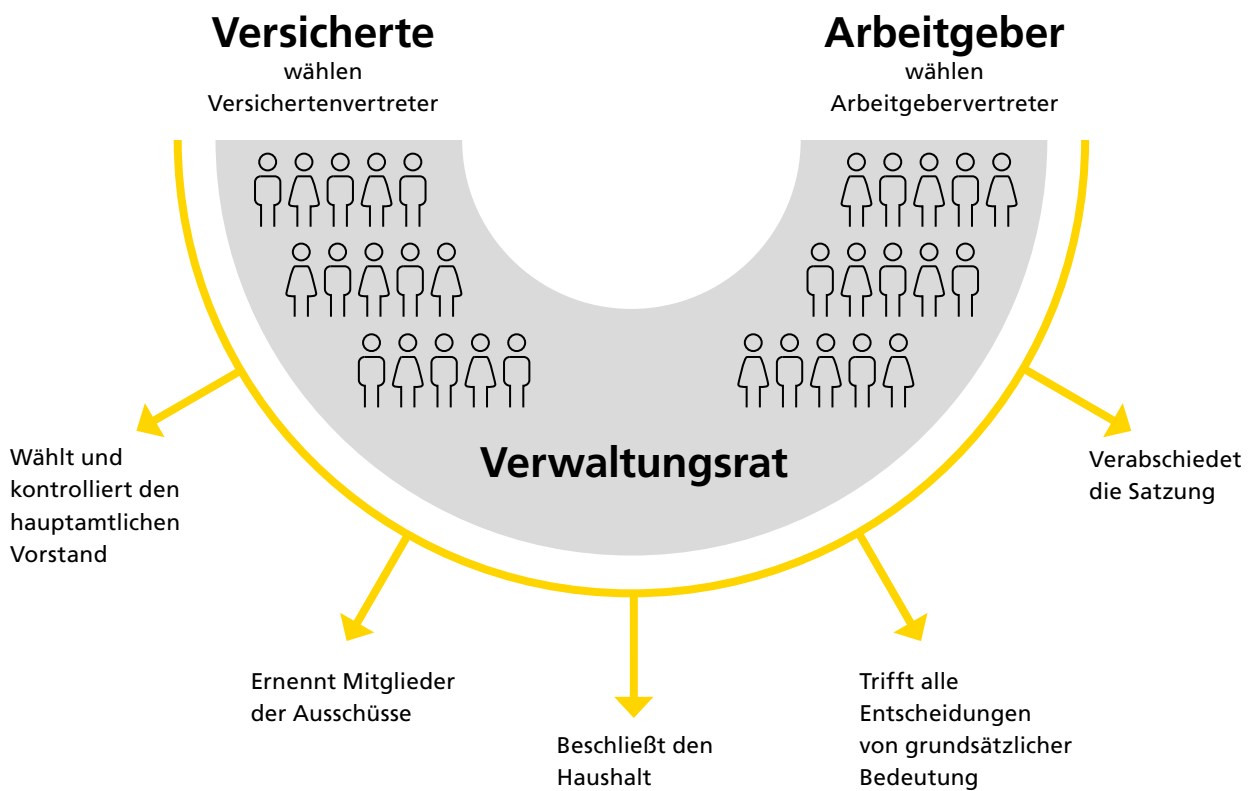 Versicherte
wählen
Versichertenvertreter
Arbeitgeber
wählen
Arbeitgebervertreter
Verwaltungsrat
Wählt und
kontrolliert den
hauptamtlichen
Vorstand
Ernennt Mitglieder
der Ausschüsse
Beschließt den
Haushalt
Trifft alle
Entscheidungen
von grundsätzlicher
Bedeutung
Verabschiedet
die Satzung